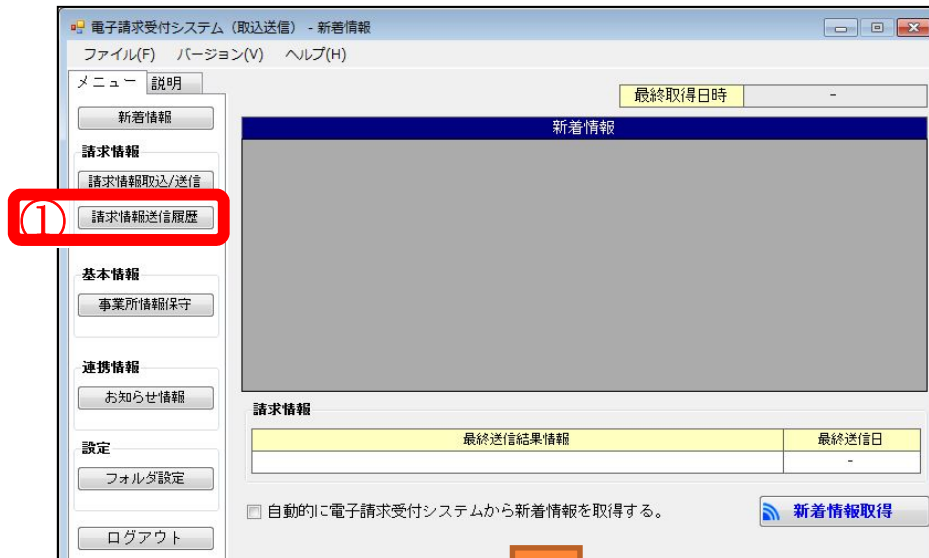 電子請求受付システム（取込送信） - 新着情報
ファイル(F) バージョン(V) ヘルプ(H)
メニュー 説明
最終取得日時 -
新着情報
新着情報
請求情報
請求情報取込/送信
① 請求情報送信履歴
基本情報
事業所情報保守
連携情報
お知らせ情報
請求情報
最終送信結果情報 最終送信日
-
設定
フォルダ設定
自動的に電子請求受付システムから新着情報を取得する。 新着情報取得
ログアウト